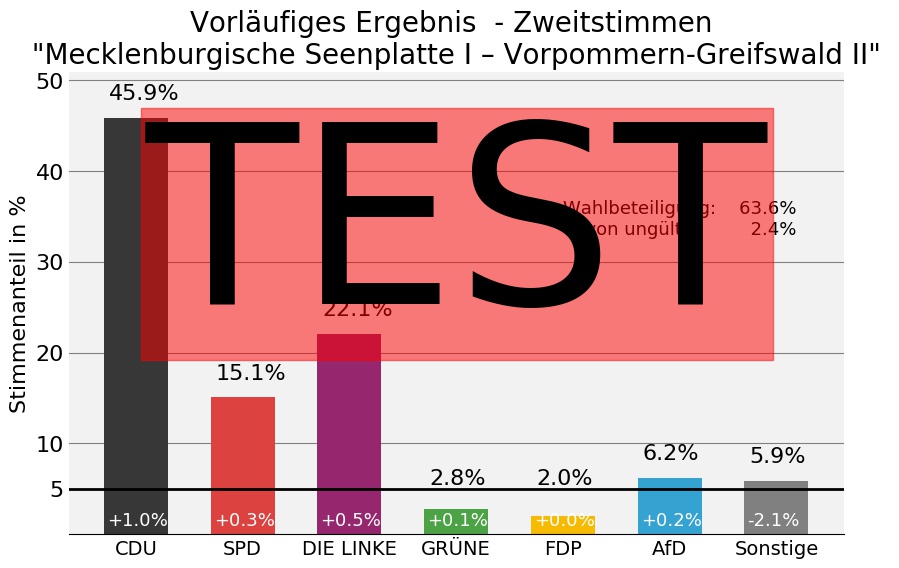 Vorläufiges Ergebnis - Zweitstimmen
"Mecklenburgische Seenplatte I – Vorpommern-Greifswald II"
Stimmenanteil in %
50
40
30
20
10
5
45.9%
15.1%
22.1%
2.8%
2.0%
6.2%
5.9%
TEST
Wahlbeteiligung: 63.6%
2.4%
+1.0%
+0.3%
+0.5%
+0.1%
+0.0%
+0.2%
-2.1%
CDU
SPD
DIE LINKE
GRÜNE
FDP
AfD
Sonstige